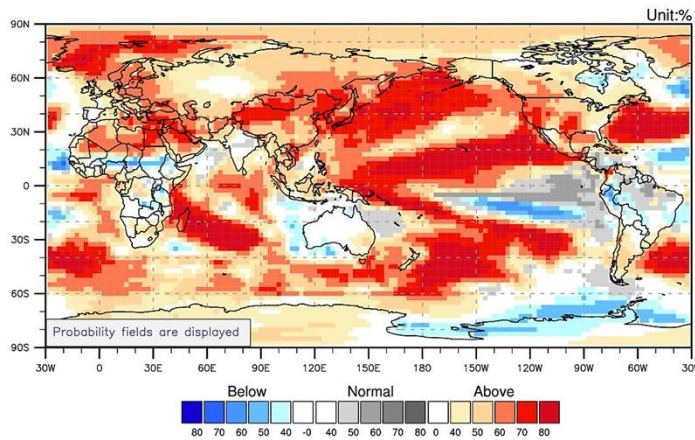 Unit:%
90N
60N
30N
0
30S
60S
90S
Probability fields are displayed
30W 0 30E 60E 90E 120E 150E 180 150W 120W 90W 60W 30W
Below Normal Above
80 70 60 50 40 -0 40 50 60 70 80 0 40 50 60 70 80